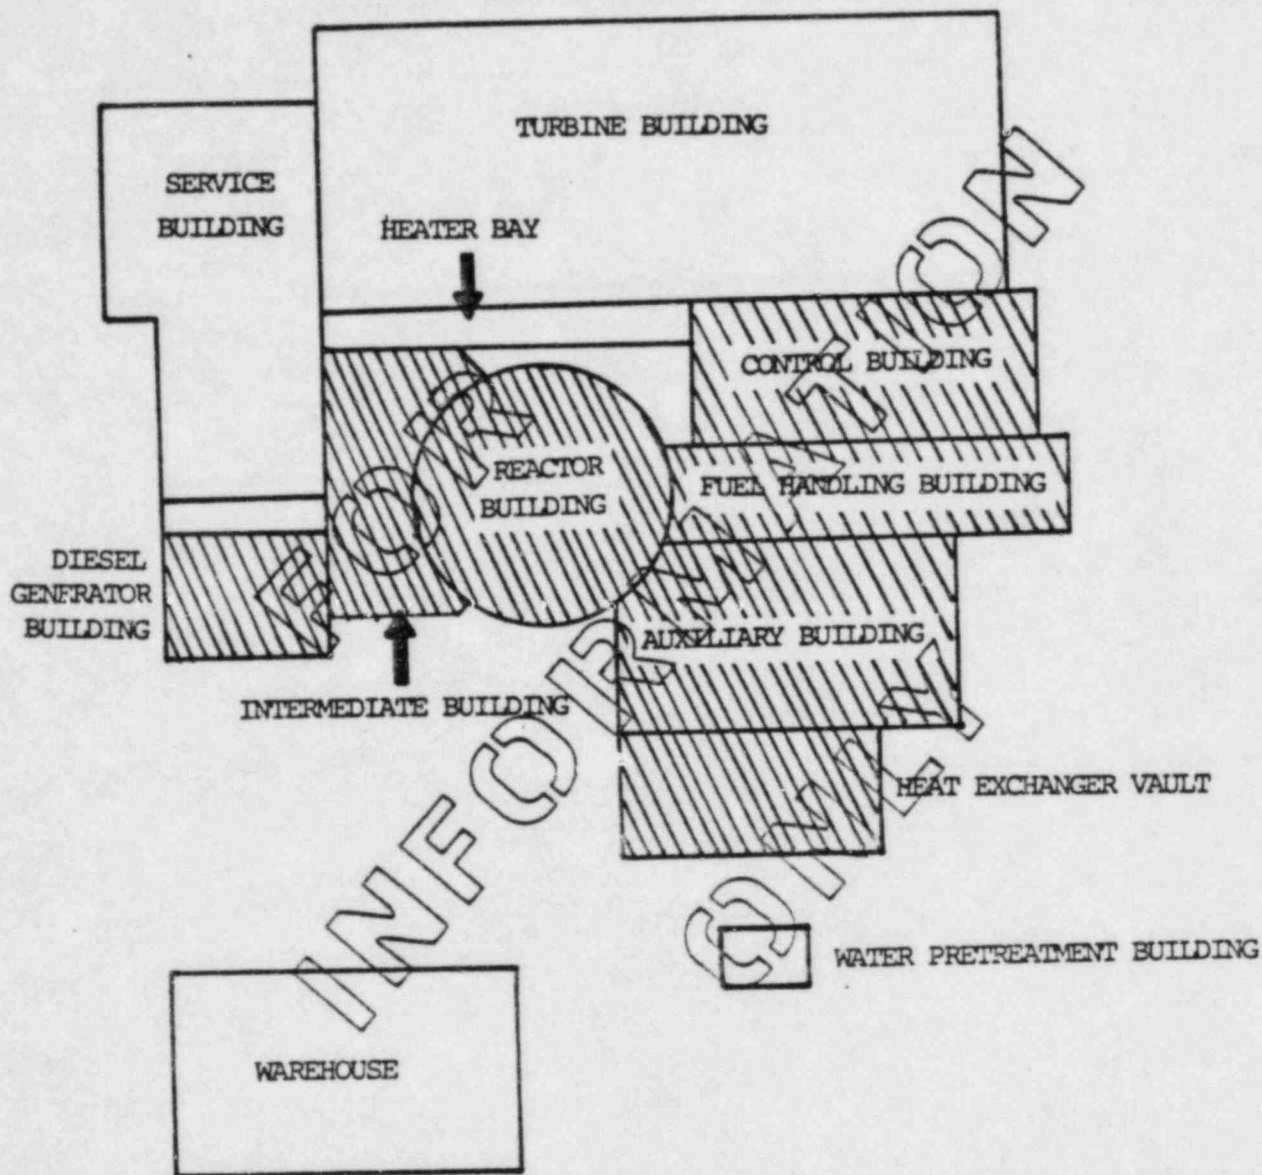 TURBINE BUILDING
SERVICE
BUILDING
HEATER BAY
CONTROL BUILDING
REACTOR
BUILDING
FUEL HANDLING BUILDING
DIESEL
GENERATOR
BUILDING
AUXILIARY BUILDING
INTERMEDIATE BUILDING
HEAT EXCHANGER VAULT
WATER PRETREATMENT BUILDING
WAREHOUSE
FOR
INFORMATION
ONLY